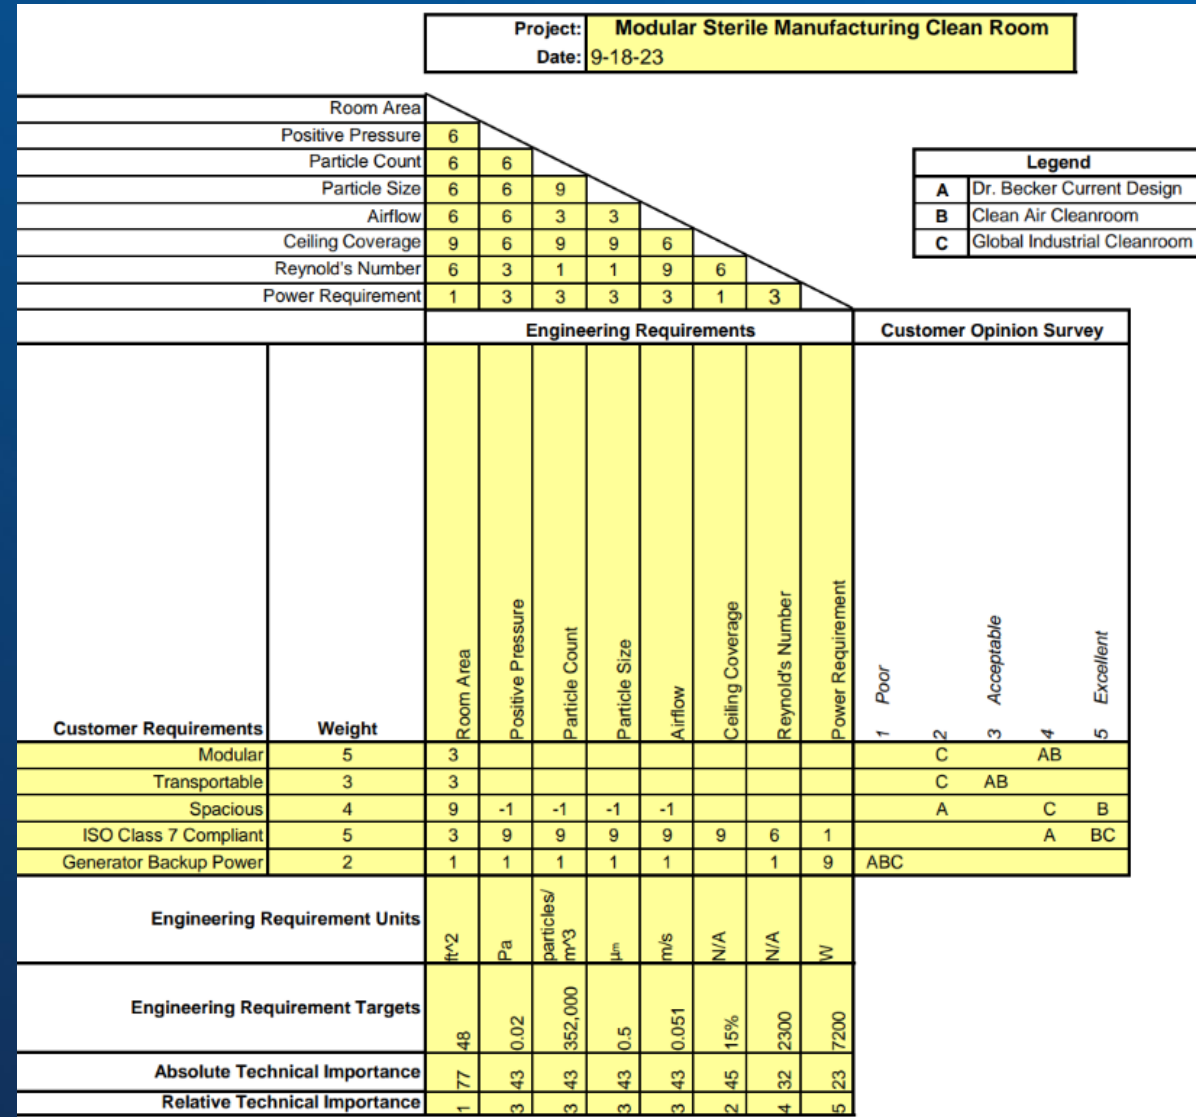 Project: Modular Sterile Manufacturing Clean Room
Date: 9-18-23
Room Area
Positive Pressure 6
Particle Count 6 6
Particle Size 6 6 9
Airflow 6 6 3 3
Ceiling Coverage 9 6 9 9 6
Reynold's Number 6 3 1 1 9 6
Power Requirement 1 3 3 3 3 1 3
Legend
A Dr. Becker Current Design
B Clean Air Cleanroom
C Global Industrial Cleanroom
Engineering Requirements Customer Opinion Survey
Customer Requirements Weight
Room Area
Positive Pressure
Particle Count
Particle Size
Airflow
Ceiling Coverage
Reynold's Number
Power Requirement
1 Poor
2
3 Acceptable
4
5 Excellent
Modular 5 3 C AB
Transportable 3 3 C AB
Spacious 4 9 -1 -1 -1 -1 A C B
ISO Class 7 Compliant 5 3 9 9 9 9 9 6 1 A BC
Generator Backup Power 2 1 1 1 1 1 1 9 ABC
Engineering Requirement Units ft^2 Pa particles/ m^3 µm m/s N/A N/A W
Engineering Requirement Targets 48 0.02 352,000 0.5 0.051 15% 2300 7200
Absolute Technical Importance 77 43 43 43 43 45 32 23
Relative Technical Importance 1 3 3 3 3 2 4 5